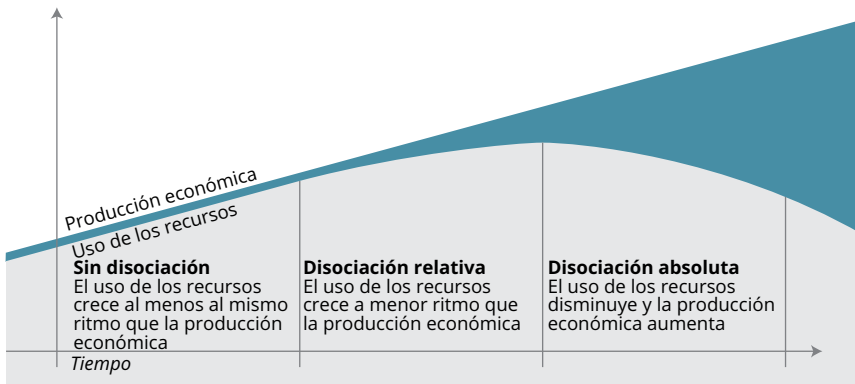 Producción económica
Uso de los recursos
Sin disociación
El uso de los recursos
crece al menos al mismo
ritmo que la producción
económica
Disociación relativa
El uso de los recursos
crece a menor ritmo que
la producción económica
Disociación absoluta
El uso de los recursos
disminuye y la producción
económica aumenta
Tiempo